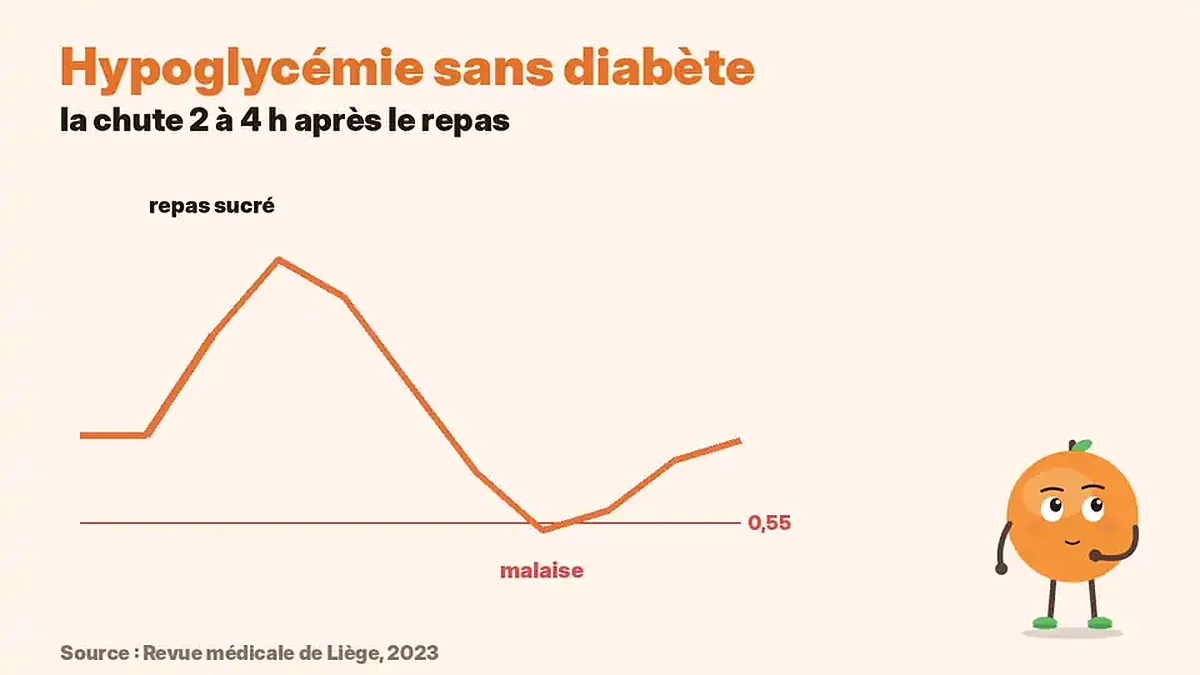 Hypoglycémie sans diabète
la chute 2 à 4 h après le repas
repas sucré
0,55
malaise
Source : Revue médicale de Liège, 2023